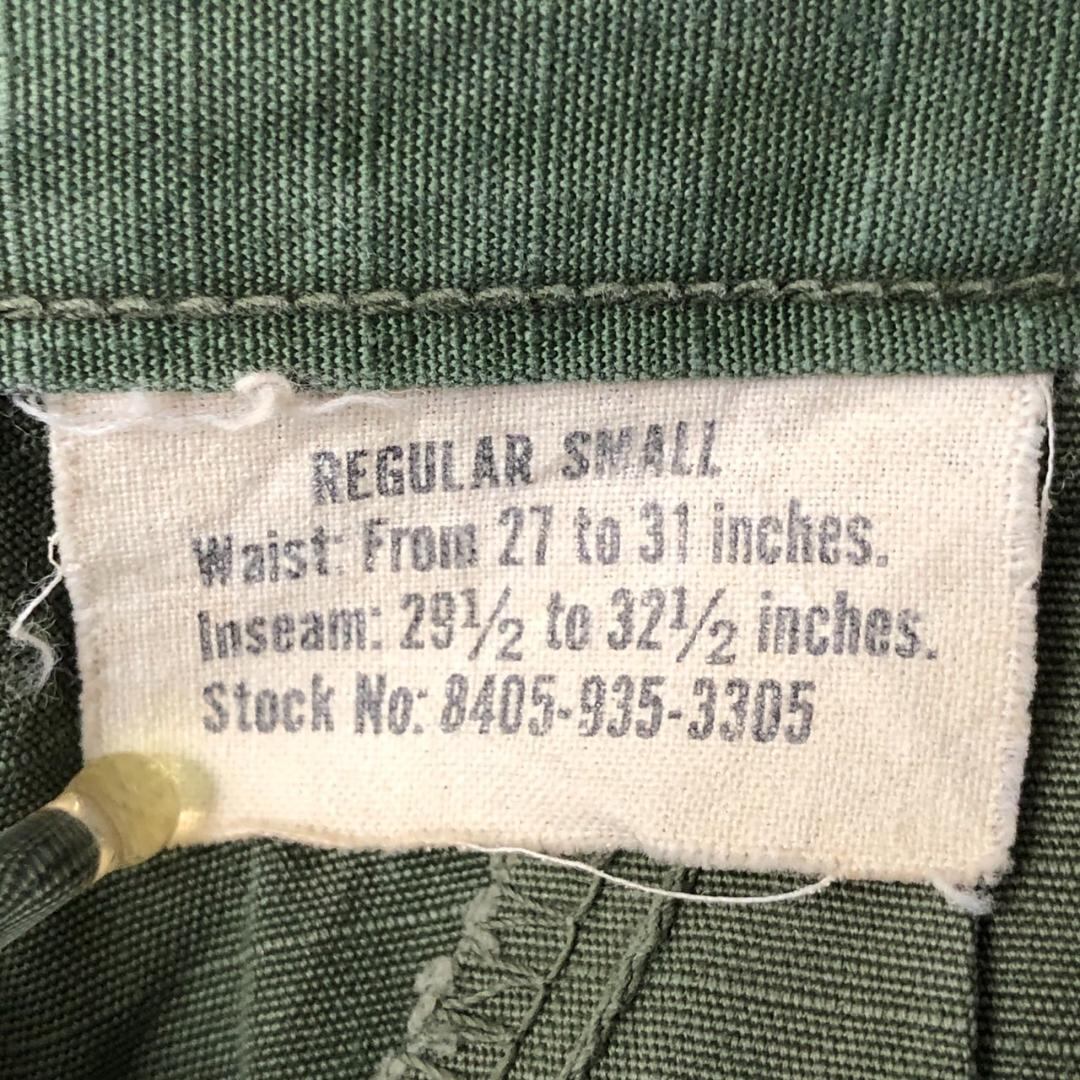 REGULAR SMALL
Waist: From 27 to 31 inches.
Inseam: 29½ to 32½ inches.
Stock No: 8405-935-3305